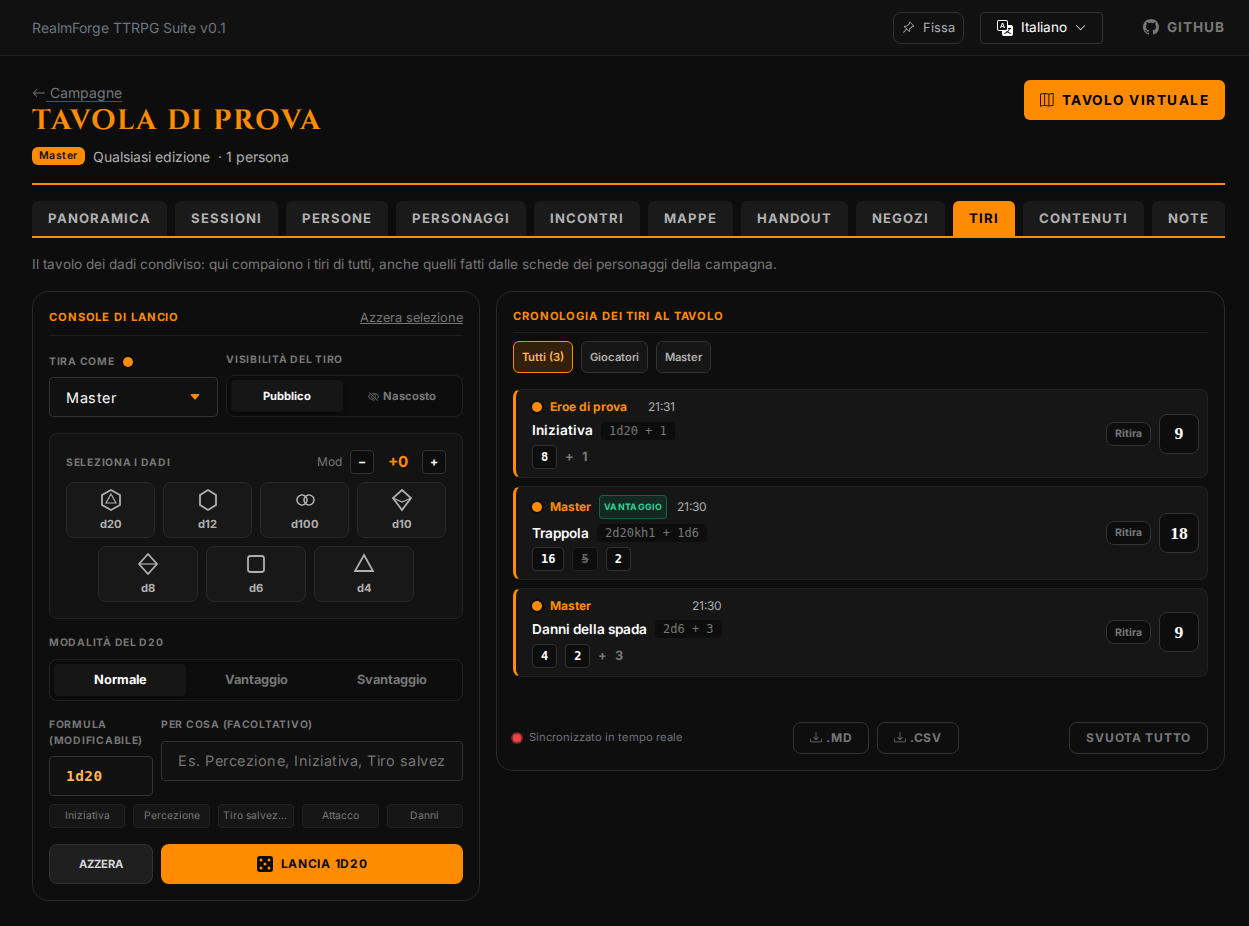 RealmForge TTRPG Suite v0.1
Fissa
Italiano
GITHUB
← Campagne
TAVOLA DI PROVA
TAVOLO VIRTUALE
Master Qualsiasi edizione · 1 persona
PANORAMICA SESSIONI PERSONE PERSONAGGI INCONTRI MAPPE HANDOUT NEGOZI TIRI CONTENUTI NOTE
Il tavolo dei dadi condiviso: qui compaiono i tiri di tutti, anche quelli fatti dalle schede dei personaggi della campagna.
CONSOLE DI LANCIO
Azzera selezione
TIRA COME
VISIBILITÀ DEL TIRO
Master
Pubblico
Nascosto
SELEZIONA I DADI
Mod − +0 +
d20 d12 d100 d10
d8 d6 d4
MODALITÀ DEL D20
Normale Vantaggio Svantaggio
FORMULA (MODIFICABILE)
PER COSA (FACOLTATIVO)
1d20
Es. Percezione, Iniziativa, Tiro salvez
Iniziativa Percezione Tiro salvez... Attacco Danni
AZZERA
LANCIA 1D20
CRONOLOGIA DEI TIRI AL TAVOLO
Tutti (3) Giocatori Master
Eroe di prova 21:31
Iniziativa 1d20 + 1
8 + 1
Ritira 9
Master VANTAGGIO 21:30
Trappola 2d20kh1 + 1d6
16 5 2
Ritira 18
Master 21:30
Danni della spada 2d6 + 3
4 2 + 3
Ritira 9
Sincronizzato in tempo reale
.MD
.CSV
SVUOTA TUTTO